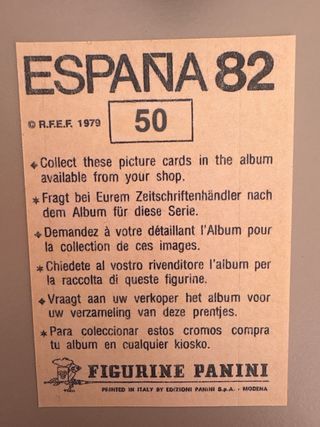 ESPAÑA 82
© R.F.E.F. 1979 50
Collect these picture cards in the album
available from your shop.
Fragt bei Eurem Zeitschriftenhändler nach
dem Album für diese Serie.
Demandez à votre détaillant l'Album pour
la collection de ces images.
Chiedete al vostro rivenditore l'album per
la raccolta di queste figurine.
Vraagt aan uw verkoper het album voor
uw verzameling van deze prentjes.
Para coleccionar estos cromos compra
tu album en cualquier kiosko.
FIGURINE PANINI
PRINTED IN ITALY BY EDIZIONI PANINI S.p.A. - MODENA